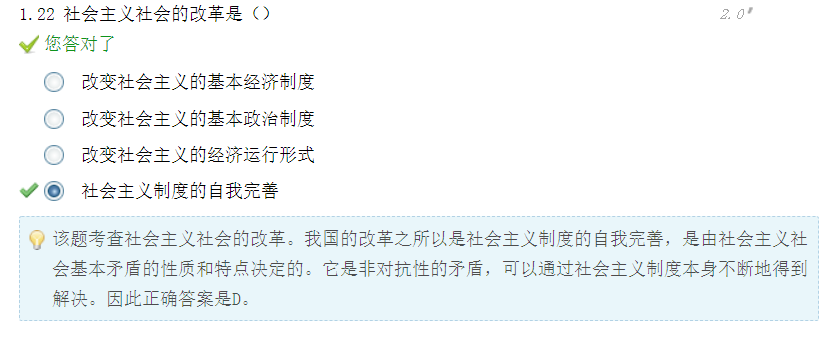 1.22 社会主义社会的改革是（） 2.0
您答对了
改变社会主义的基本经济制度
改变社会主义的基本政治制度
改变社会主义的经济运行形式
社会主义制度的自我完善
该题考查社会主义社会的改革。我国的改革之所以是社会主义制度的自我完善，是由社会主义社
会基本矛盾的性质和特点决定的。它是非对抗性的矛盾，可以通过社会主义制度本身不断地得到
解决。因此正确答案是D。